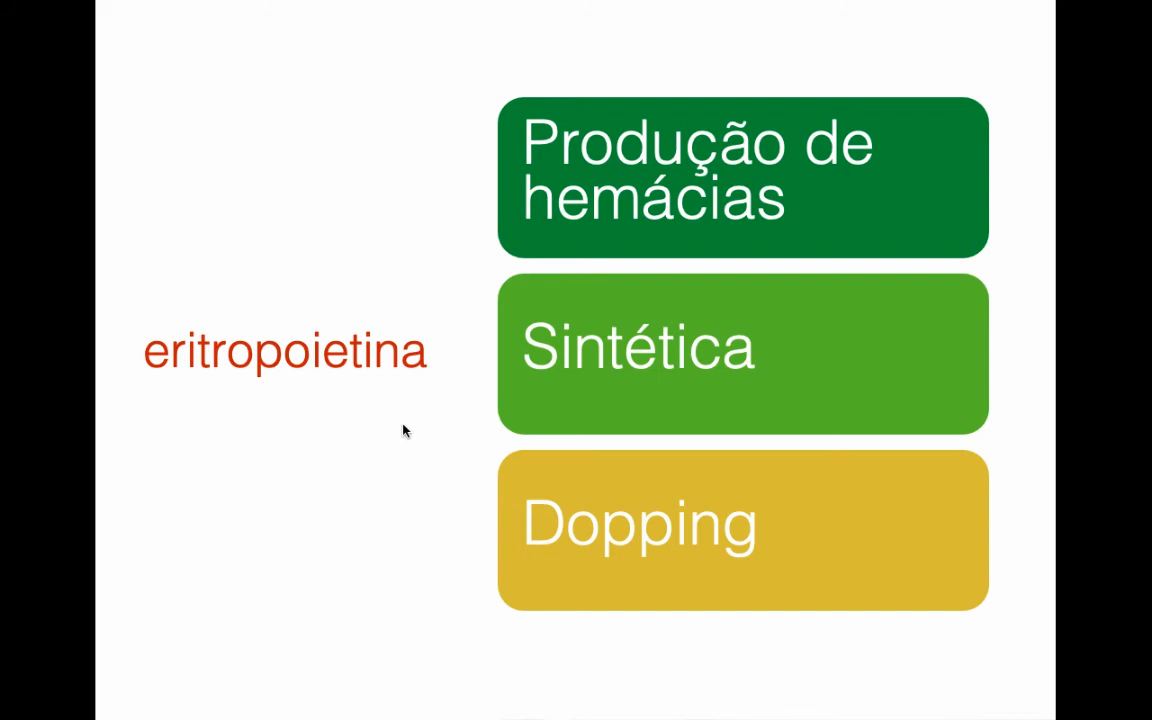 eritropoietina
Produção de
hemácias
Sintética
Dopping